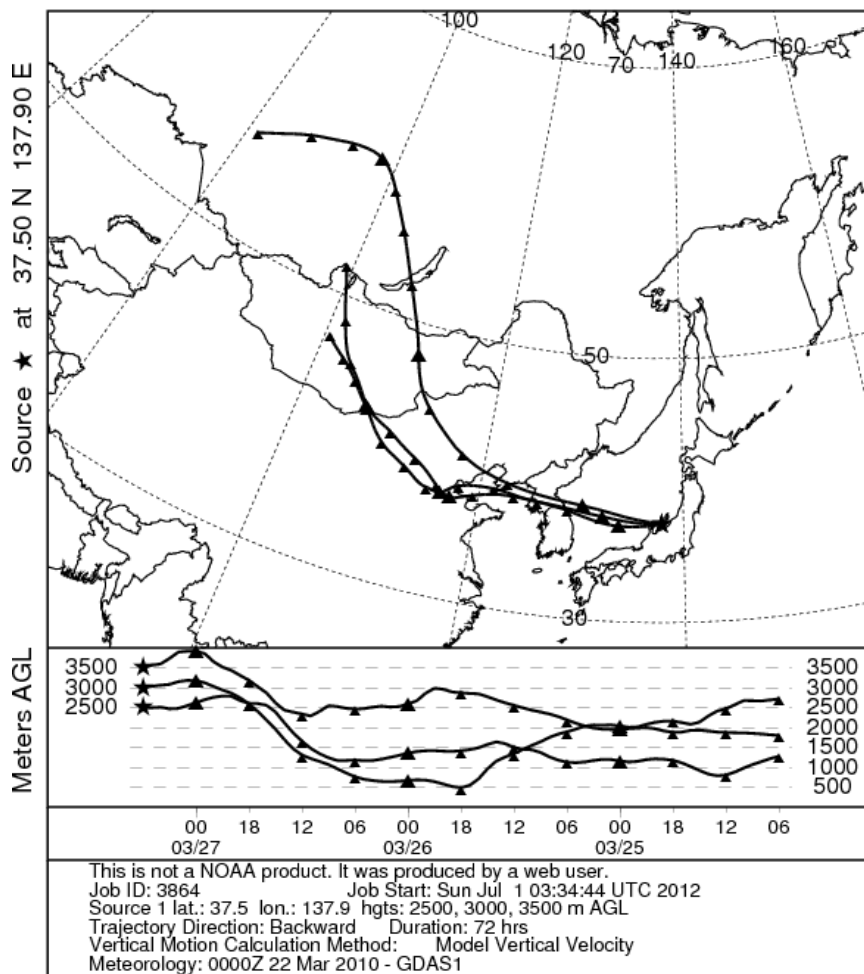 100
120
70
140
160
Source ★ at 37.50 N 137.90 E
50
30
Meters AGL
3500 3500
3000 3000
2500 2500
2000
1500
1000
500
00 18 12 06 00 18 12 06 00 18 12 06
03/27 03/26 03/25
This is not a NOAA product. It was produced by a web user.
Job ID: 3864 Job Start: Sun Jul 1 03:34:44 UTC 2012
Source 1 lat.: 37.5 lon.: 137.9 hgts: 2500, 3000, 3500 m AGL
Trajectory Direction: Backward Duration: 72 hrs
Vertical Motion Calculation Method: Model Vertical Velocity
Meteorology: 0000Z 22 Mar 2010 - GDAS1